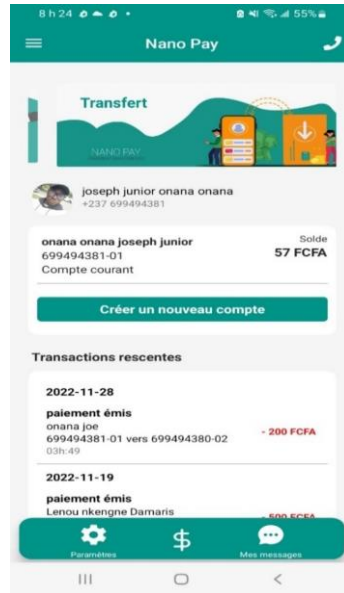 8 h 24
55%
Nano Pay
Transfert
NANO PAY
joseph junior onana onana
+237 699494381
onana onana joseph junior
Solde
699494381-01
57 FCFA
Compte courant
Créer un nouveau compte
Transactions rescentes
2022-11-28
paiement émis
onana joe
- 200 FCFA
699494381-01 vers 699494380-02
03h:49
2022-11-19
paiement émis
Lenou nkengne Damaris
- 500 FCFA
Paramètres
Mes messages